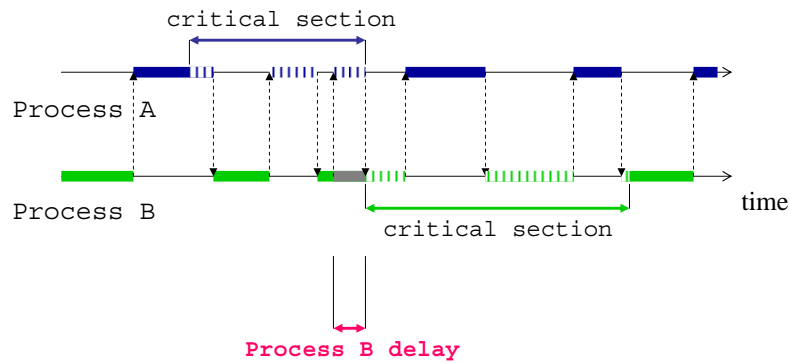 critical section
Process A
Process B
time
critical section
Process B delay